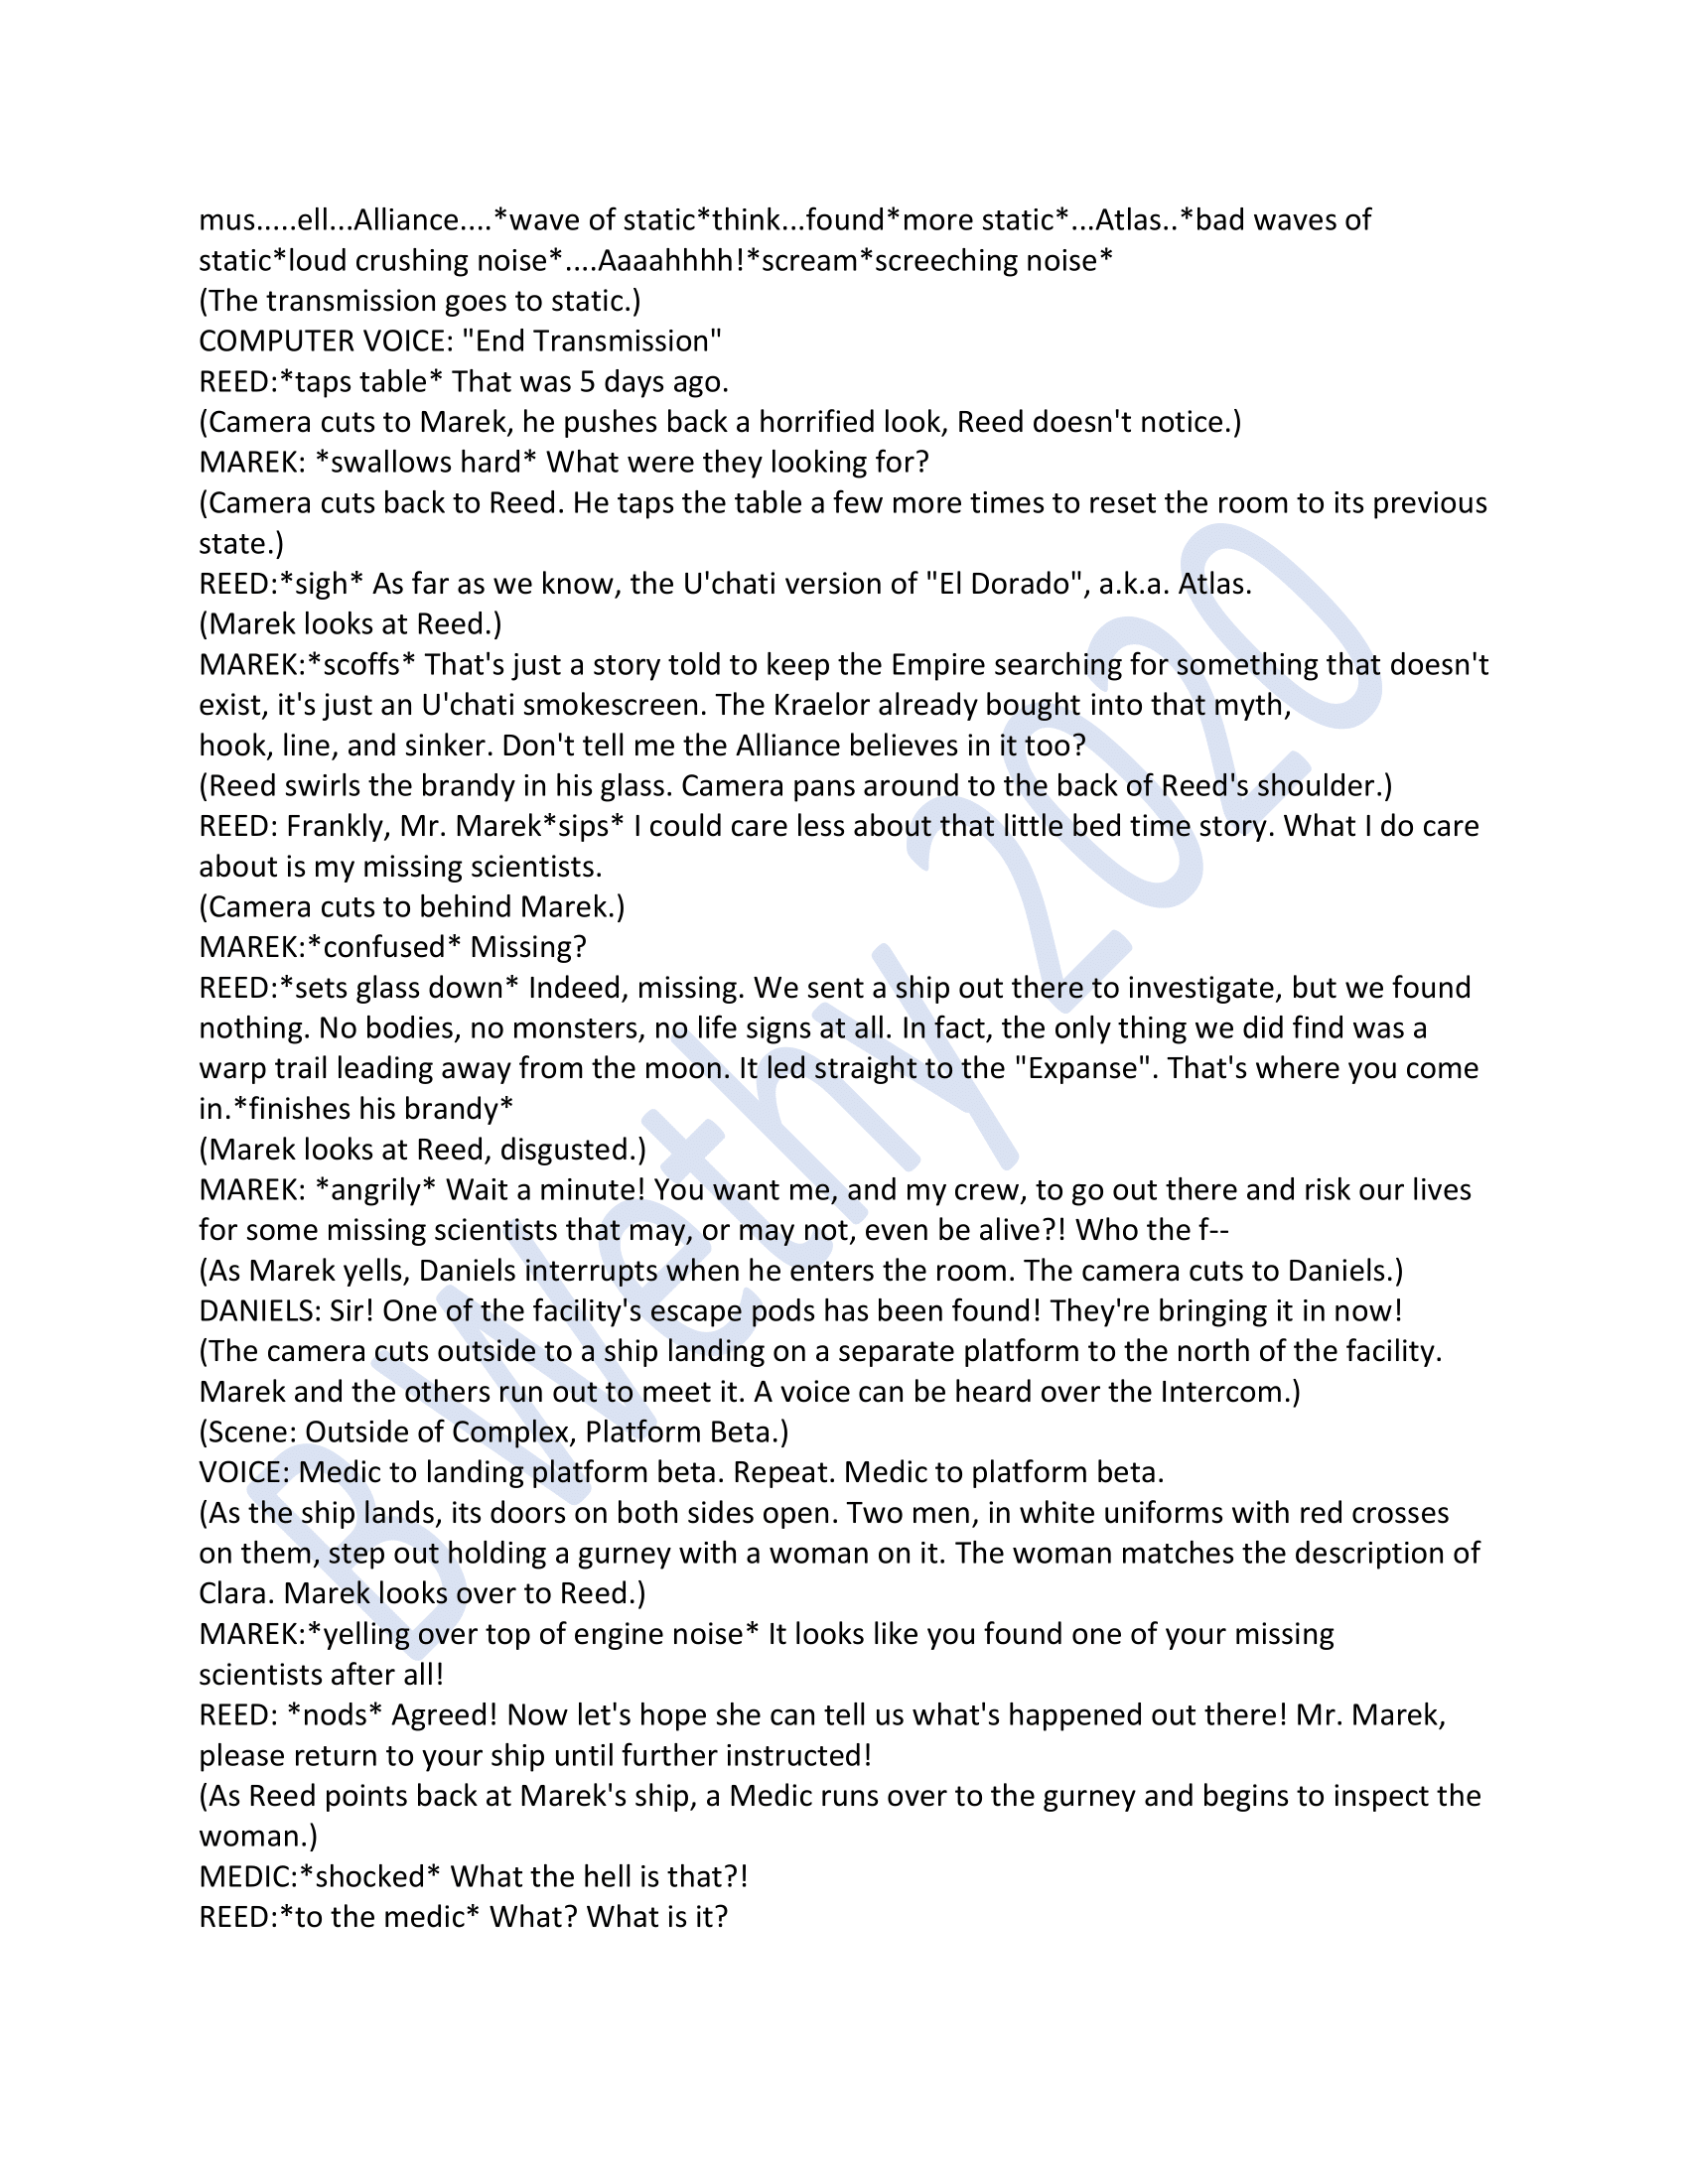 mus.....ell...Alliance....*wave of static*think...found*more static*...Atlas..*bad waves of
static*loud crushing noise*....Aaaahhhh!*scream*screeching noise*
(The transmission goes to static.)
COMPUTER VOICE: "End Transmission"
REED:*taps table* That was 5 days ago.
(Camera cuts to Marek, he pushes back a horrified look, Reed doesn't notice.)
MAREK: *swallows hard* What were they looking for?
(Camera cuts back to Reed. He taps the table a few more times to reset the room to its previous
state.)
REED:*sigh* As far as we know, the U'chati version of "El Dorado", a.k.a. Atlas.
(Marek looks at Reed.)
MAREK:*scoffs* That's just a story told to keep the Empire searching for something that doesn't
exist, it's just an U'chati smokescreen. The Kraelor already bought into that myth,
hook, line, and sinker. Don't tell me the Alliance believes in it too?
(Reed swirls the brandy in his glass. Camera pans around to the back of Reed's shoulder.)
REED: Frankly, Mr. Marek*sips* I could care less about that little bed time story. What I do care
about is my missing scientists.
(Camera cuts to behind Marek.)
MAREK:*confused* Missing?
REED:*sets glass down* Indeed, missing. We sent a ship out there to investigate, but we found
nothing. No bodies, no monsters, no life signs at all. In fact, the only thing we did find was a
warp trail leading away from the moon. It led straight to the "Expanse". That's where you come
in.*finishes his brandy*
(Marek looks at Reed, disgusted.)
MAREK: *angrily* Wait a minute! You want me, and my crew, to go out there and risk our lives
for some missing scientists that may, or may not, even be alive?! Who the f--
(As Marek yells, Daniels interrupts when he enters the room. The camera cuts to Daniels.)
DANIELS: Sir! One of the facility's escape pods has been found! They're bringing it in now!
(The camera cuts outside to a ship landing on a separate platform to the north of the facility.
Marek and the others run out to meet it. A voice can be heard over the Intercom.)
(Scene: Outside of Complex, Platform Beta.)
VOICE: Medic to landing platform beta. Repeat. Medic to platform beta.
(As the ship lands, its doors on both sides open. Two men, in white uniforms with red crosses
on them, step out holding a gurney with a woman on it. The woman matches the description of
Clara. Marek looks over to Reed.)
MAREK:*yelling over top of engine noise* It looks like you found one of your missing
scientists after all!
REED: *nods* Agreed! Now let's hope she can tell us what's happened out there! Mr. Marek,
please return to your ship until further instructed!
(As Reed points back at Marek's ship, a Medic runs over to the gurney and begins to inspect the
woman.)
MEDIC:*shocked* What the hell is that?!
REED:*to the medic* What? What is it?
B Wethy 2020